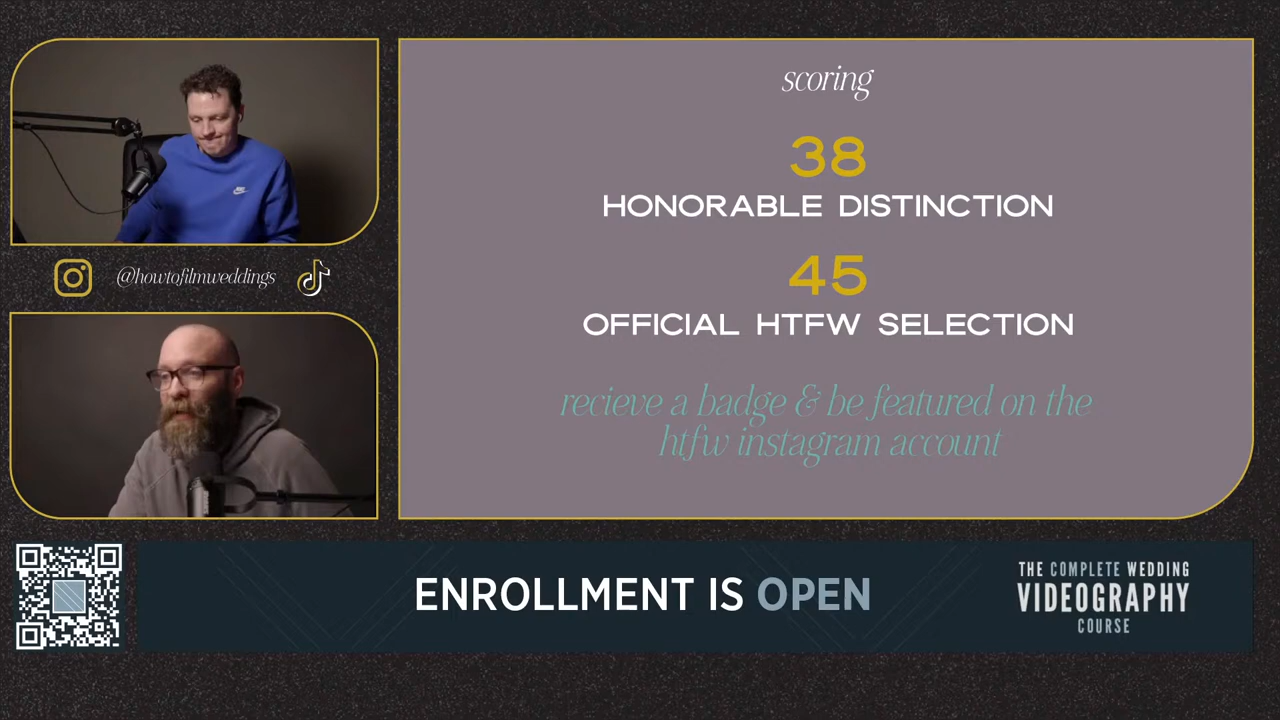 scoring
38
HONORABLE DISTINCTION
45
OFFICIAL HTFW SELECTION
recieve a badge & be featured on the
htfw instagram account
@howtofilmweddings
ENROLLMENT IS OPEN
THE COMPLETE WEDDING
VIDEOGRAPHY
COURSE